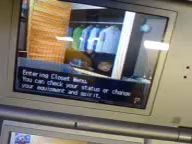 Entering Closet Menu.
You can check your status or change
your equipment and spirit.